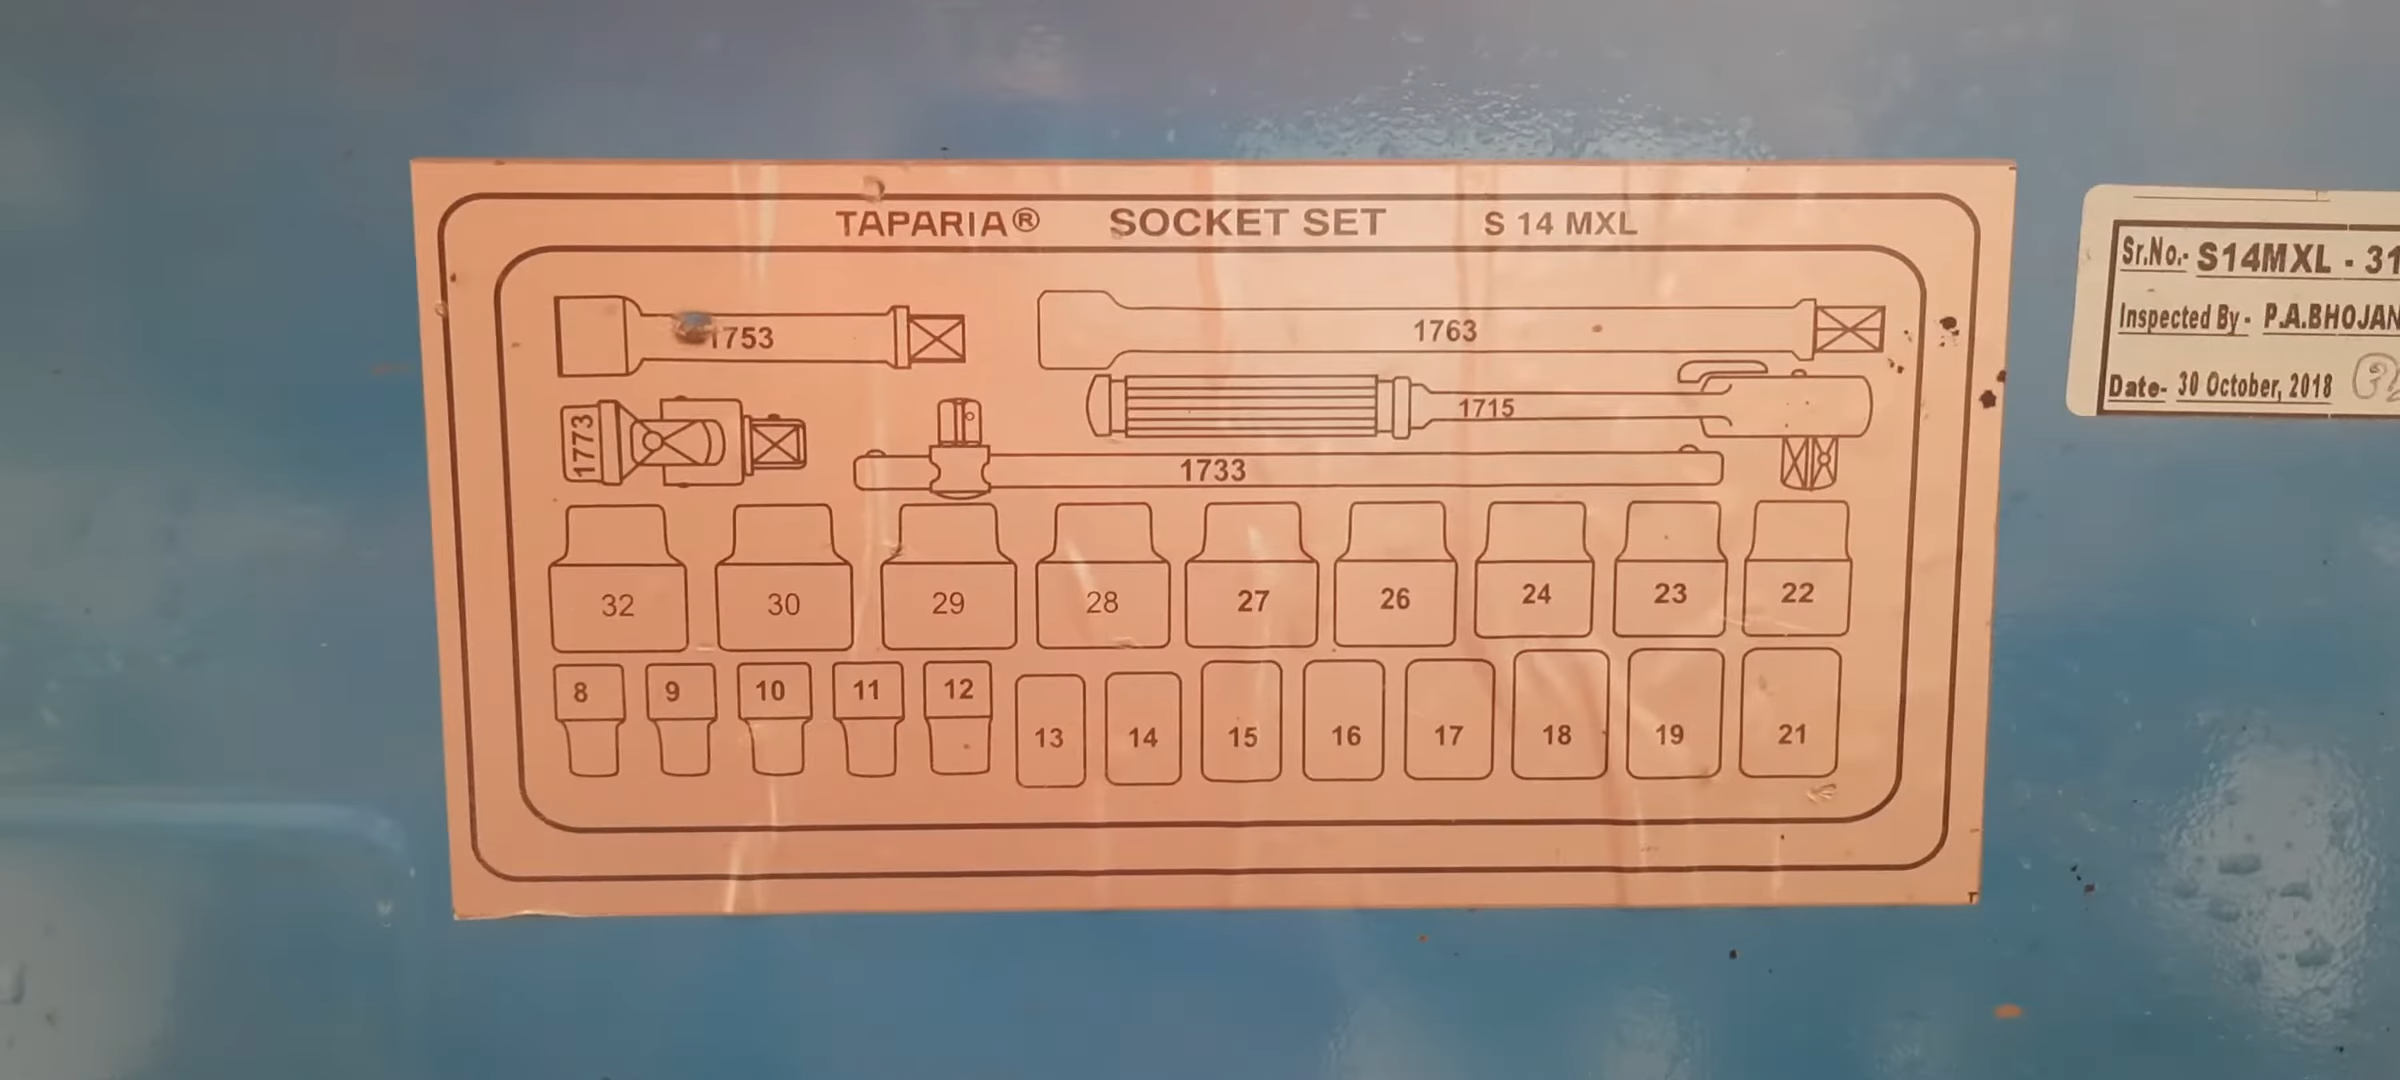 TAPARIA® SOCKET SET S 14 MXL
1753
1763
1773
1715
1733
32 30 29 28 27 26 24 23 22
8 9 10 11 12 13 14 15 16 17 18 19 21
Sr.No.- S14MXL - 31
Inspected By - P.A.BHOJAN
Date- 30 October, 2018